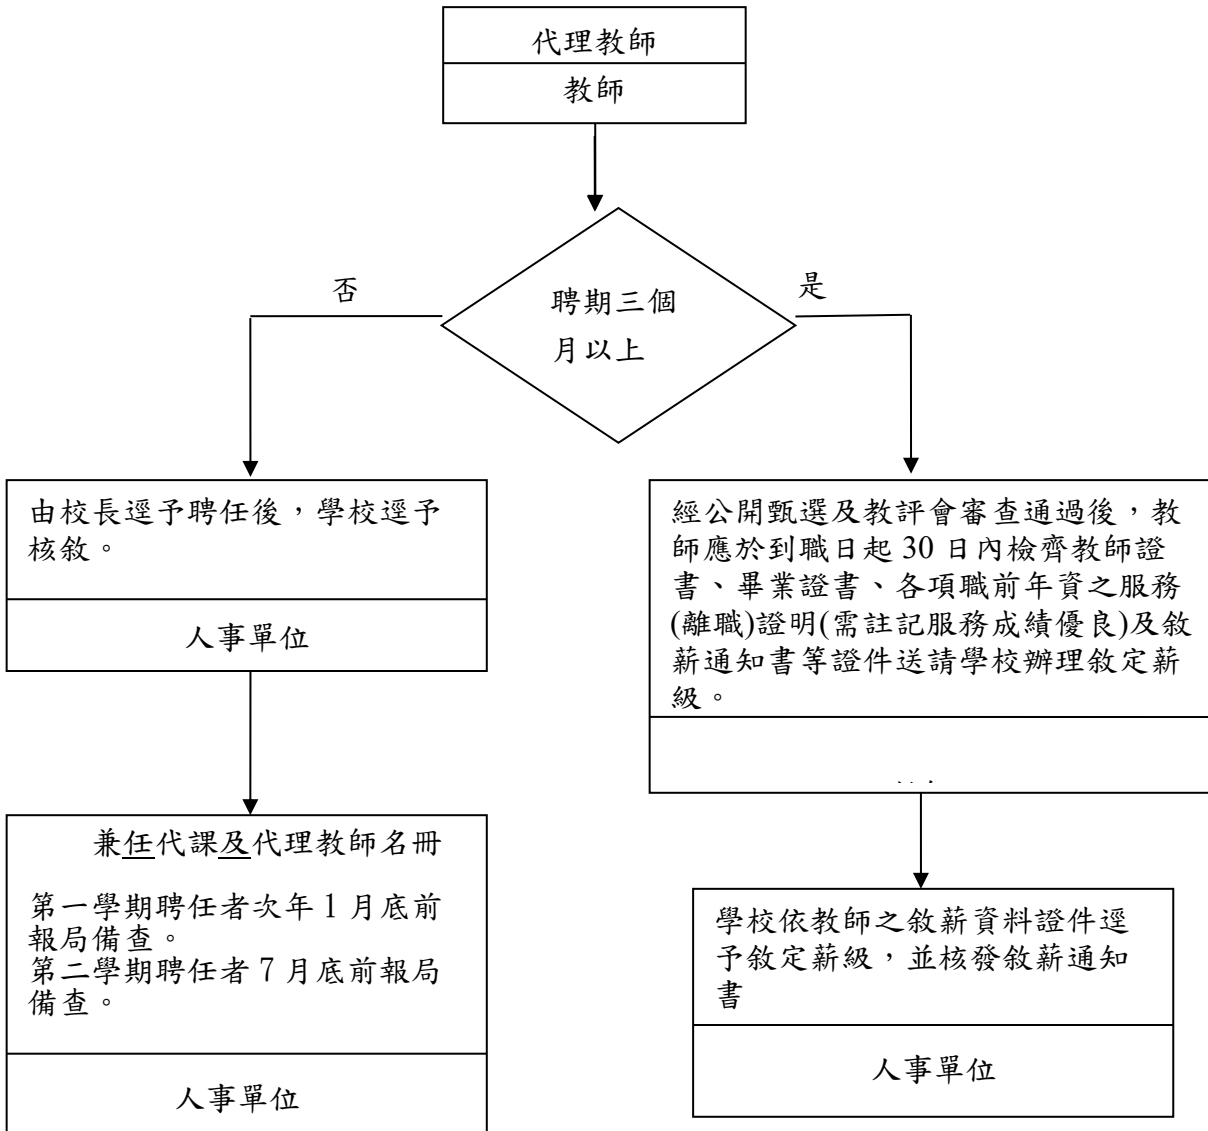 代理教師
教師
聘期三個
月以上
否
是
由校長逕予聘任後，學校逕予
核敘。
人事單位
經公開甄選及教評會審查通過後，教
師應於到職日起 30 日內檢齊教師證
書、畢業證書、各項職前年資之服務
(離職)證明(需註記服務成績優良)及敘
薪通知書等證件送請學校辦理敘定薪
級。
兼任代課及代理教師名冊
第一學期聘任者次年 1 月底前
報局備查。
第二學期聘任者 7 月底前報局
備查。
人事單位
學校依教師之敘薪資料證件逕
予敘定薪級，並核發敘薪通知
書
人事單位